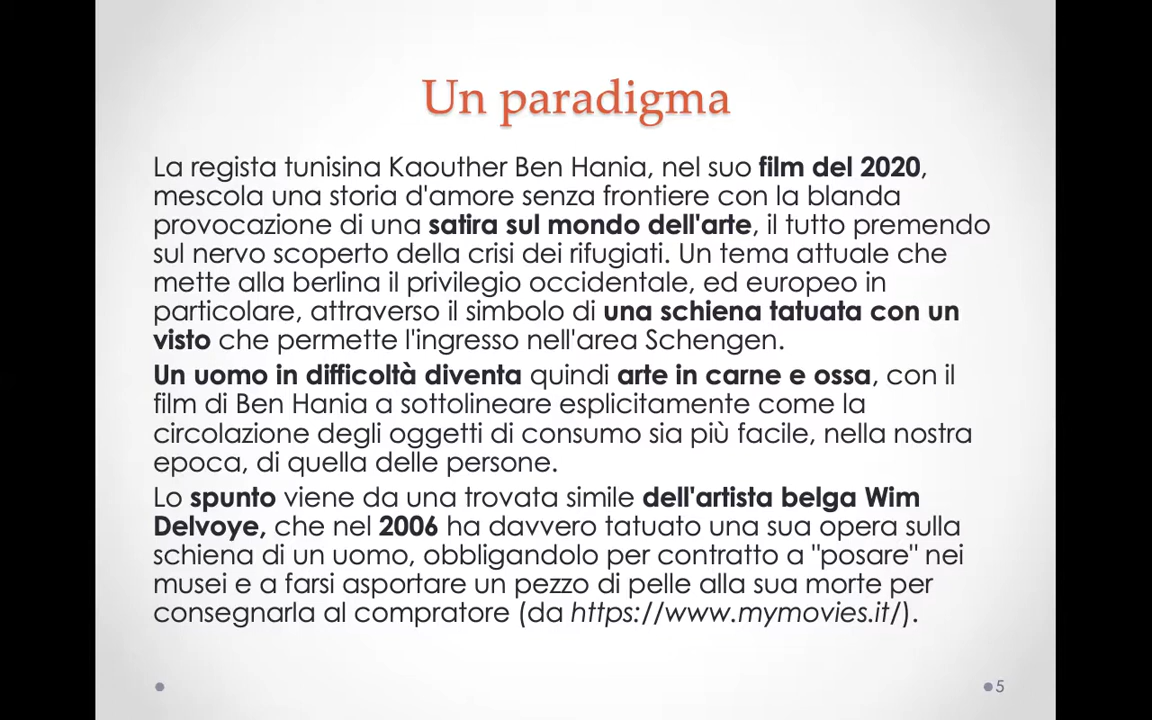 Un paradigma
La regista tunisina Kaouther Ben Hania, nel suo film del 2020,
mescola una storia d'amore senza frontiere con la blanda
provocazione di una satira sul mondo dell'arte, il tutto premendo
sul nervo scoperto della crisi dei rifugiati. Un tema attuale che
mette alla berlina il privilegio occidentale, ed europeo in
particolare, attraverso il simbolo di una schiena tatuata con un
visto che permette l'ingresso nell'area Schengen.
Un uomo in difficoltà diventa quindi arte in carne e ossa, con il
film di Ben Hania a sottolineare esplicitamente come la
circolazione degli oggetti di consumo sia più facile, nella nostra
epoca, di quella delle persone.
Lo spunto viene da una trovata simile dell'artista belga Wim
Delvoye, che nel 2006 ha davvero tatuato una sua opera sulla
schiena di un uomo, obbligandolo per contratto a "posare" nei
musei e a farsi asportare un pezzo di pelle alla sua morte per
consegnarla al compratore (da https://www.mymovies.it/).
5